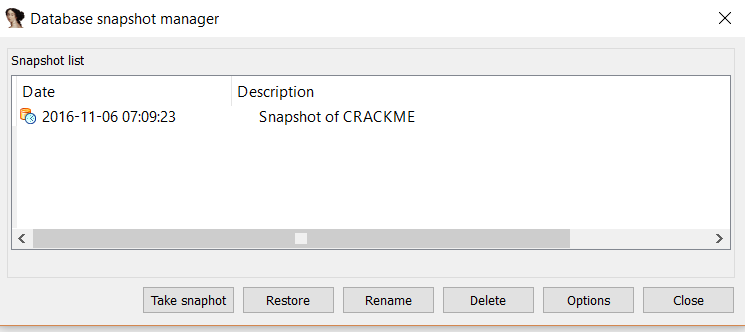 Database snapshot manager
Snapshot list
Date Description
2016-11-06 07:09:23 Snapshot of CRACKME
Take snaphot Restore Rename Delete Options Close